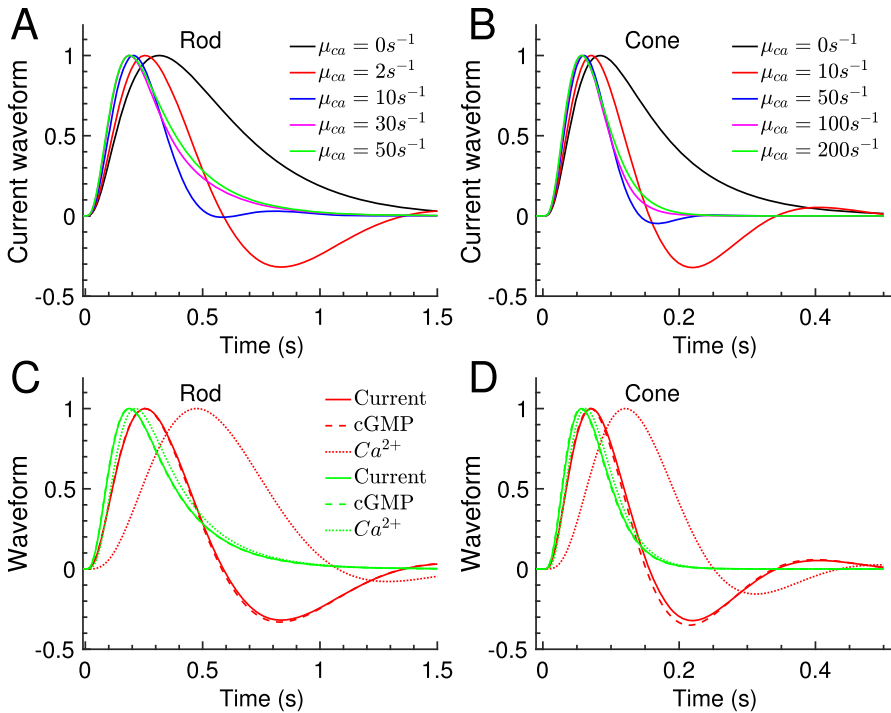 A
Rod
1
0.5
0
-0.5
0
0.5
1
1.5
Current waveform
Time (s)
μca = 0s⁻¹
μca = 2s⁻¹
μca = 10s⁻¹
μca = 30s⁻¹
μca = 50s⁻¹
B
Cone
1
0.5
0
-0.5
0
0.2
0.4
Current waveform
Time (s)
μca = 0s⁻¹
μca = 10s⁻¹
μca = 50s⁻¹
μca = 100s⁻¹
μca = 200s⁻¹
C
Rod
1
0.5
0
-0.5
0
0.5
1
1.5
Waveform
Time (s)
Current
cGMP
Ca²⁺
Current
cGMP
Ca²⁺
D
Cone
1
0.5
0
-0.5
0
0.2
0.4
Waveform
Time (s)